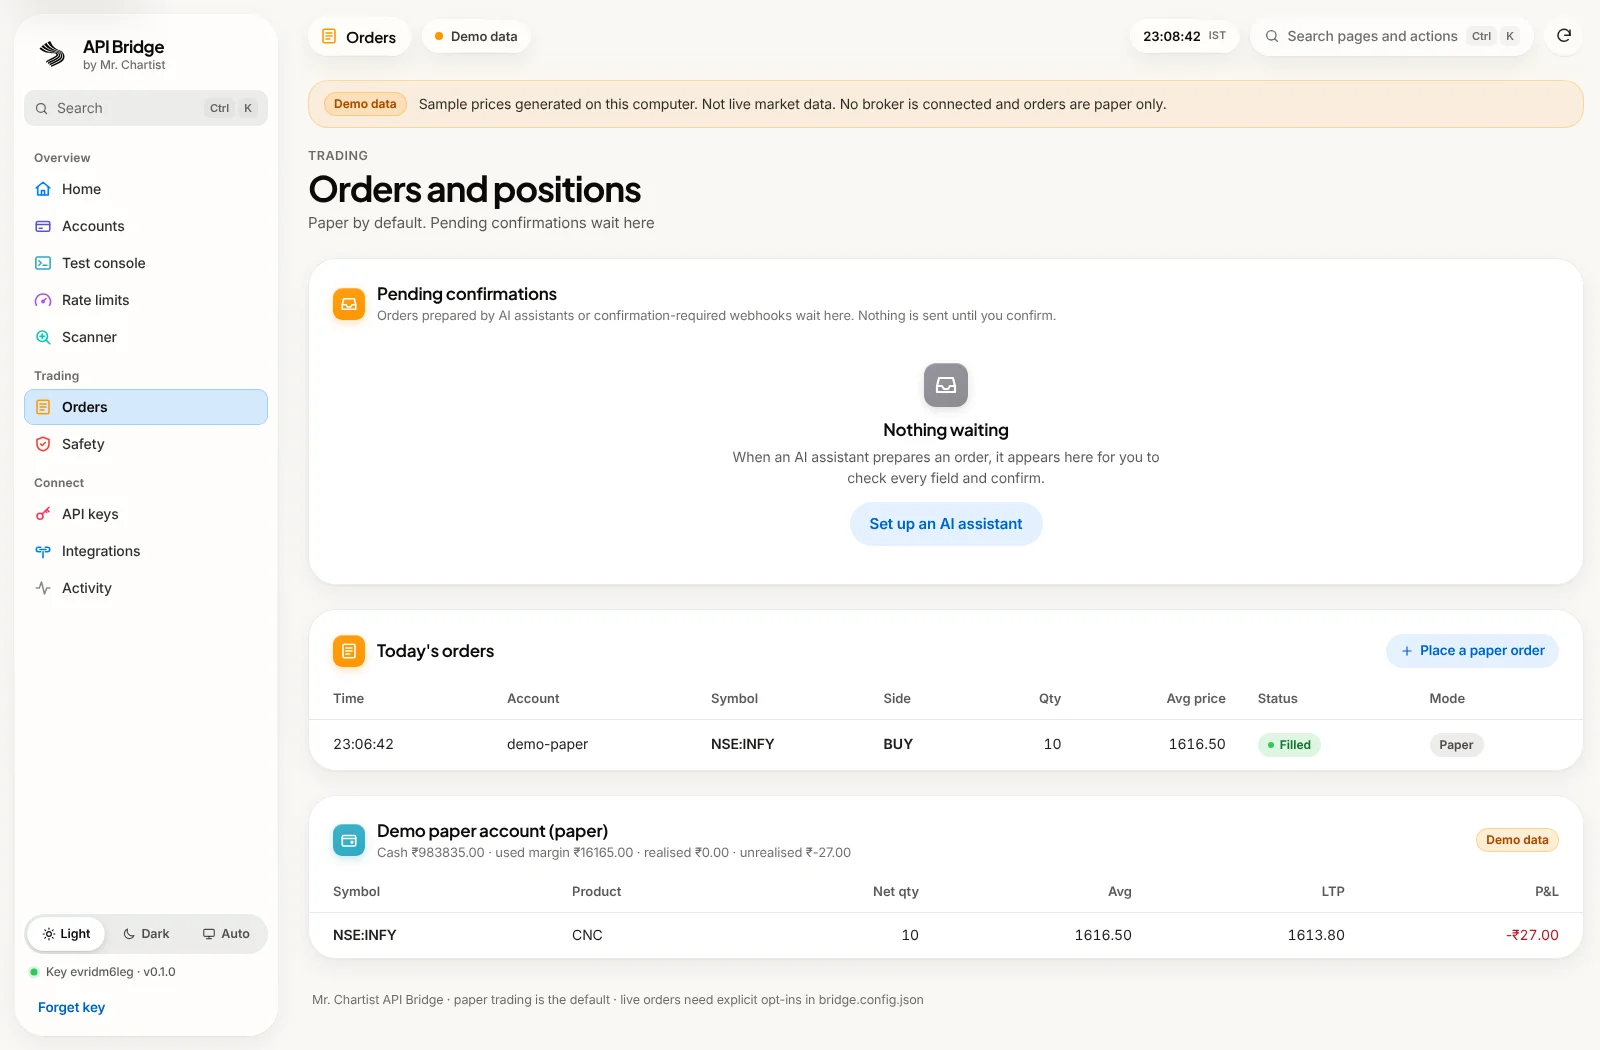 API Bridge
by Mr. Chartist
Search Ctrl K
Overview
Home
Accounts
Test console
Rate limits
Scanner
Trading
Orders
Safety
Connect
API keys
Integrations
Activity
Light Dark Auto
Key evridm6leg · v0.1.0
Forget key
Orders Demo data
23:08:42 IST
Search pages and actions Ctrl K
Demo data Sample prices generated on this computer. Not live market data. No broker is connected and orders are paper only.
TRADING
Orders and positions
Paper by default. Pending confirmations wait here
Pending confirmations
Orders prepared by AI assistants or confirmation-required webhooks wait here. Nothing is sent until you confirm.
Nothing waiting
When an AI assistant prepares an order, it appears here for you to
check every field and confirm.
Set up an AI assistant
Today's orders
+ Place a paper order
Time Account Symbol Side Qty Avg price Status Mode
23:06:42 demo-paper NSE:INFY BUY 10 1616.50 Filled Paper
Demo paper account (paper)
Cash ₹983835.00 · used margin ₹16165.00 · realised ₹0.00 · unrealised ₹-27.00
Demo data
Symbol Product Net qty Avg LTP P&L
NSE:INFY CNC 10 1616.50 1613.80 -₹27.00
Mr. Chartist API Bridge · paper trading is the default · live orders need explicit opt-ins in bridge.config.json